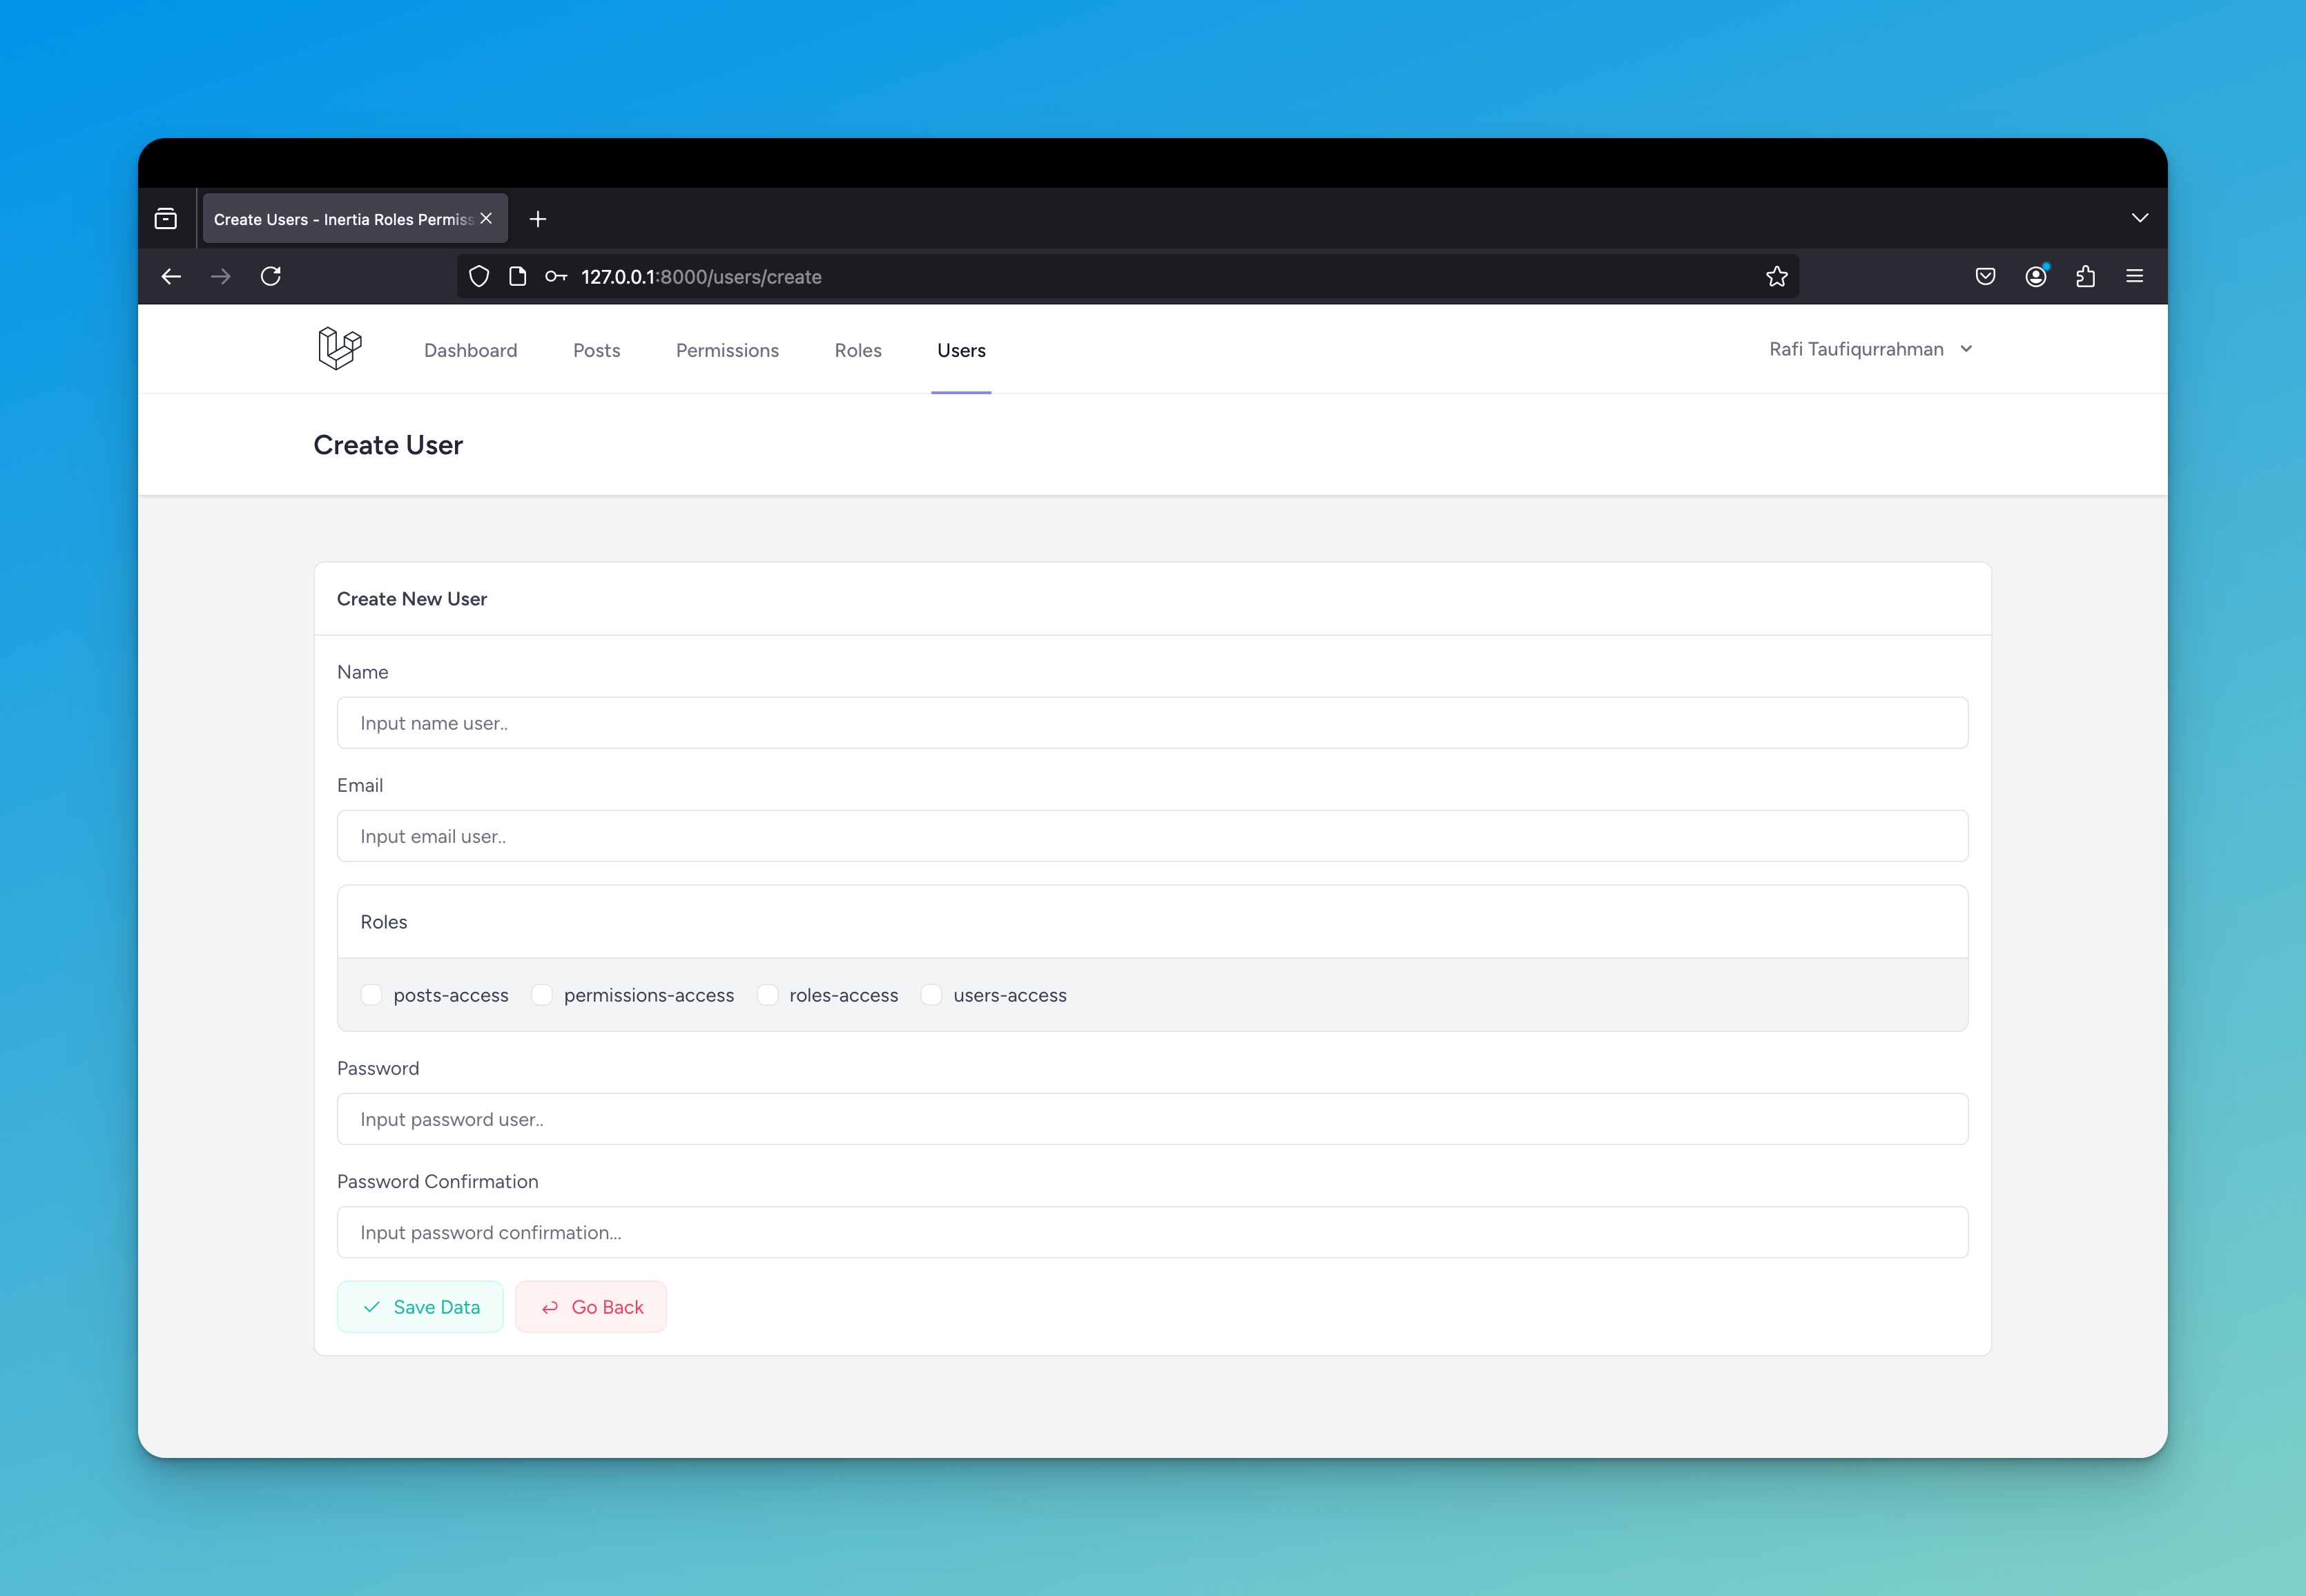 Create Users - Inertia Roles Permiss
127.0.0.1:8000/users/create
Dashboard Posts Permissions Roles Users Rafi Taufiqurrahman
Create User
Create New User
Name
Input name user..
Email
Input email user..
Roles
posts-access permissions-access roles-access users-access
Password
Input password user..
Password Confirmation
Input password confirmation...
Save Data Go Back